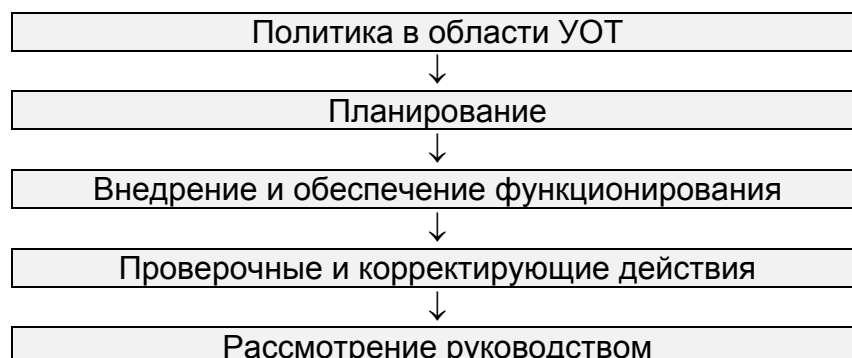 Политика в области УОТ
↓
Планирование
↓
Внедрение и обеспечение функционирования
↓
Проверочные и корректирующие действия
↓
Рассмотрение руководством